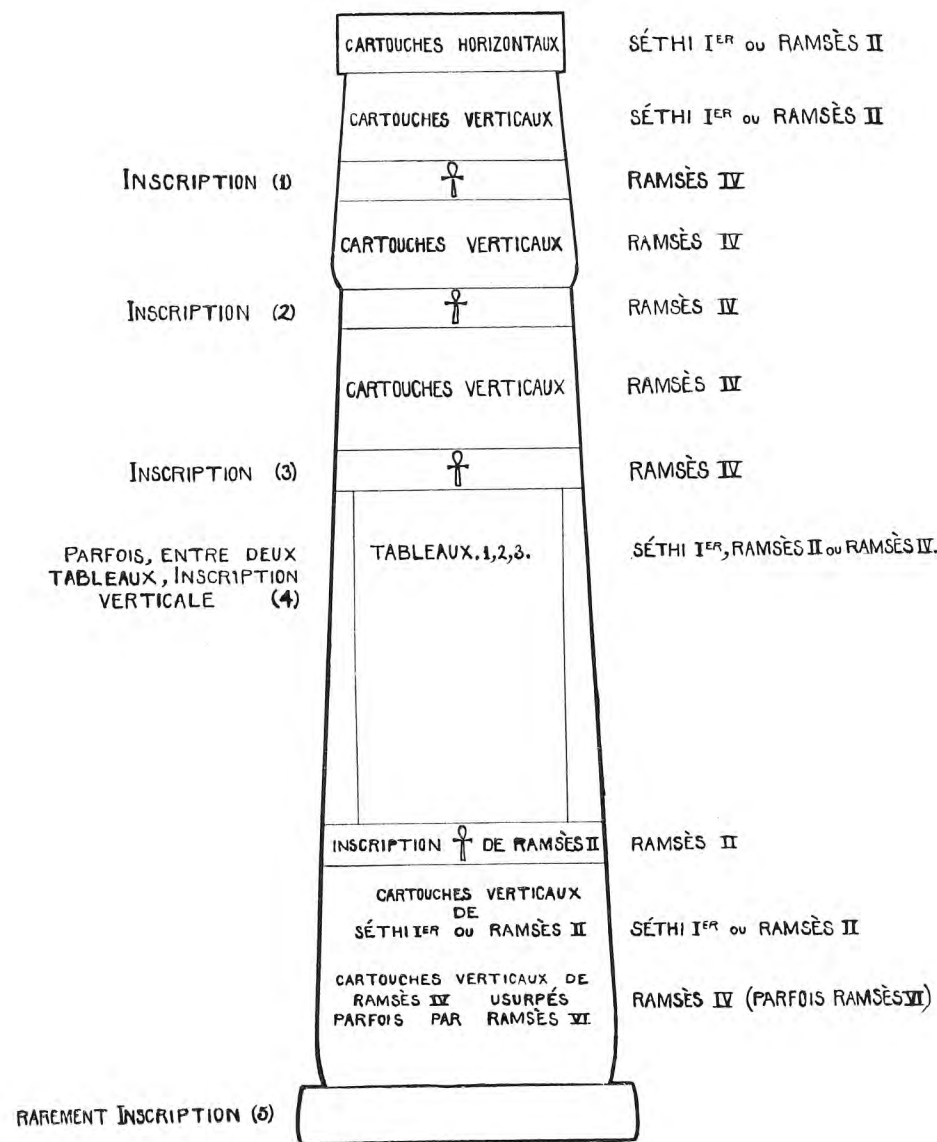 CARTOUCHES HORIZONTAUX SÉTHI IER OU RAMSÈS II
CARTOUCHES VERTICAUX SÉTHI IER OU RAMSÈS II
INSCRIPTION (1) RAMSÈS IV
CARTOUCHES VERTICAUX RAMSÈS IV
INSCRIPTION (2) RAMSÈS IV
CARTOUCHES VERTICAUX RAMSÈS IV
INSCRIPTION (3) RAMSÈS IV
PARFOIS, ENTRE DEUX
TABLEAUX, INSCRIPTION
VERTICALE (4)
TABLEAUX. 1, 2, 3. SÉTHI IER, RAMSÈS II OU RAMSÈS IV.
INSCRIPTION DE RAMSÈS II RAMSÈS II
CARTOUCHES VERTICAUX
DE
SÉTHI IER OU RAMSÈS II SÉTHI IER OU RAMSÈS II
CARTOUCHES VERTICAUX DE
RAMSÈS IV USURPÉS
PARFOIS PAR RAMSÈS VI.
RAMSÈS IV (PARFOIS RAMSÈS VI)
RAREMENT INSCRIPTION (5)